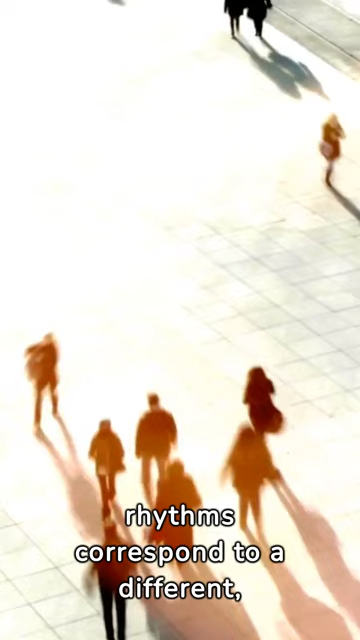 rhythms
correspond to a
different,